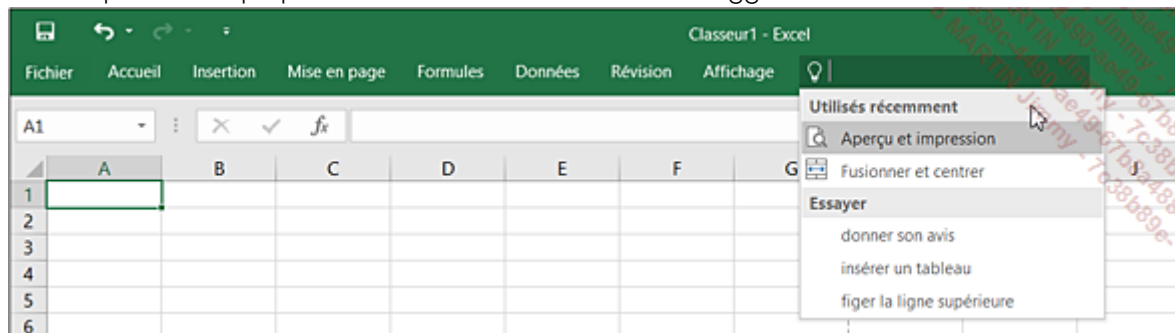 Classeur1 - Excel
Fichier Accueil Insertion Mise en page Formules Données Révision Affichage
Utilisés récemment
A1 fx
Aperçu et impression
A B C D E F G J
Fusionner et centrer
1
Essayer
2
donner son avis
3
insérer un tableau
4
figer la ligne supérieure
5
6